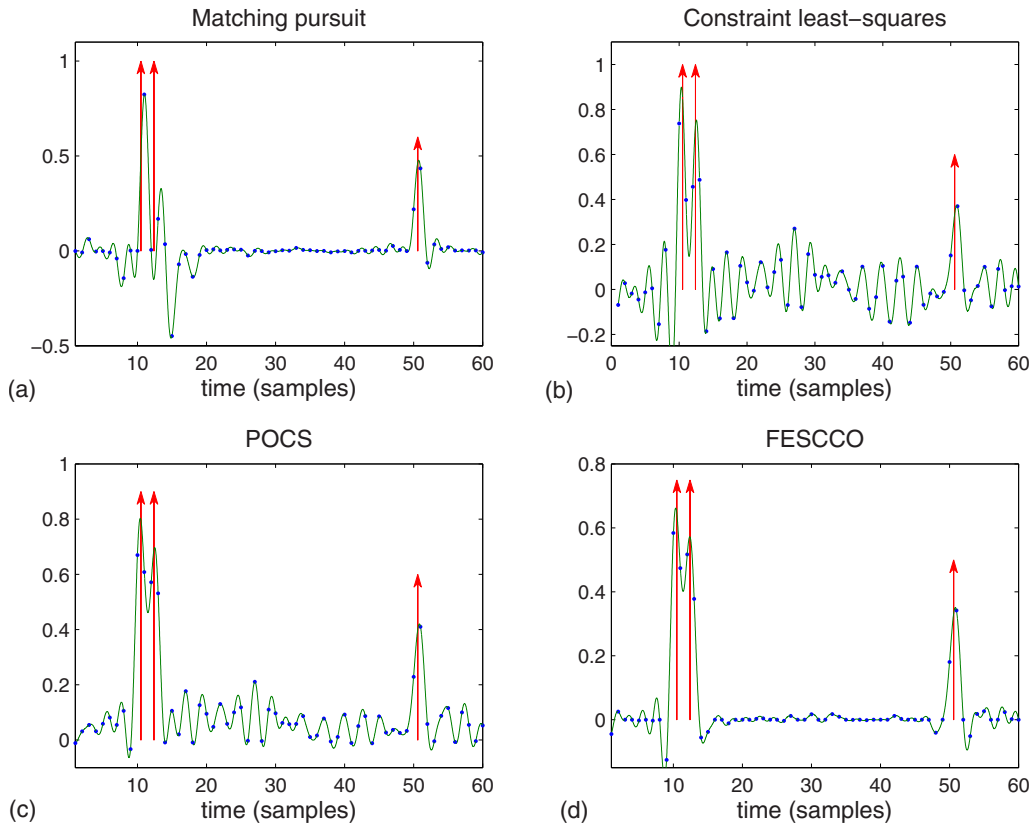 Matching pursuit
1
0.5
0
−0.5
10 20 30 40 50 60
time (samples)
(a)
Constraint least−squares
1
0.8
0.6
0.4
0.2
0
−0.2
0 10 20 30 40 50 60
time (samples)
(b)
POCS
1
0.8
0.6
0.4
0.2
0
10 20 30 40 50 60
time (samples)
(c)
FESCCO
0.8
0.6
0.4
0.2
0
10 20 30 40 50 60
time (samples)
(d)